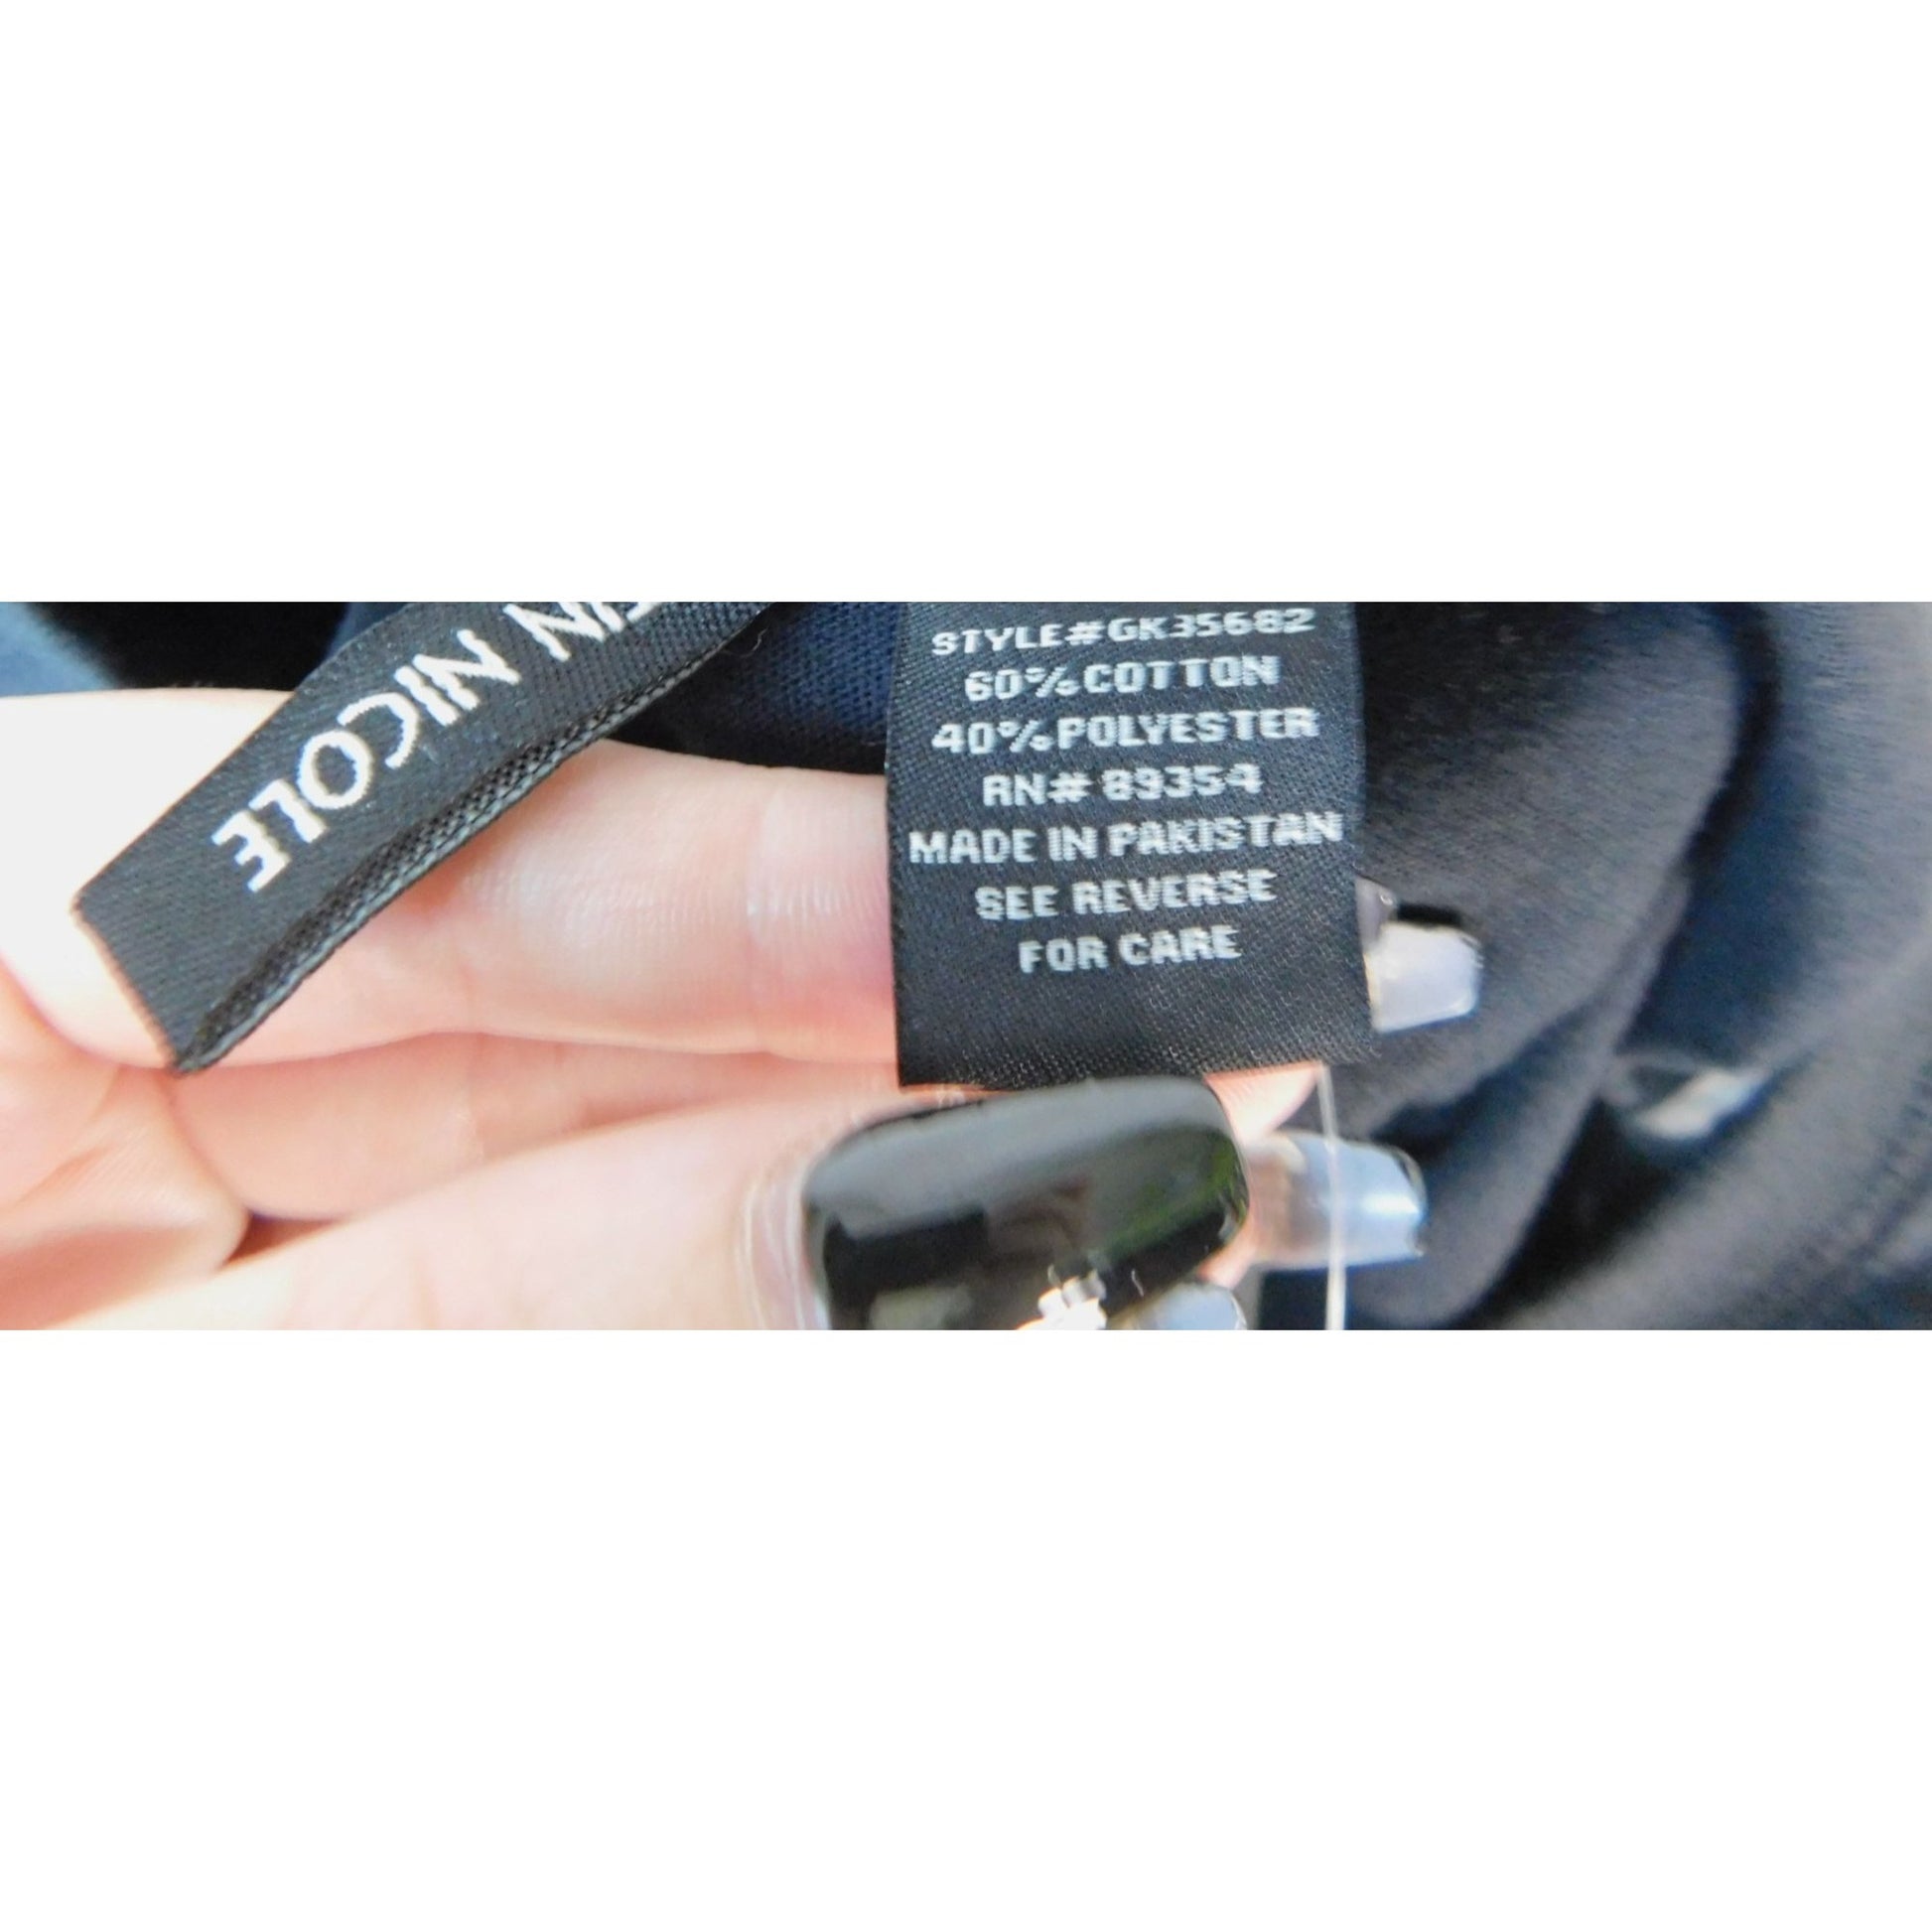 NICOLE
STYLE#GK35682
60%COTTON
40%POLYESTER
RN# 89354
MADE IN PAKISTAN
SEE REVERSE
FOR CARE